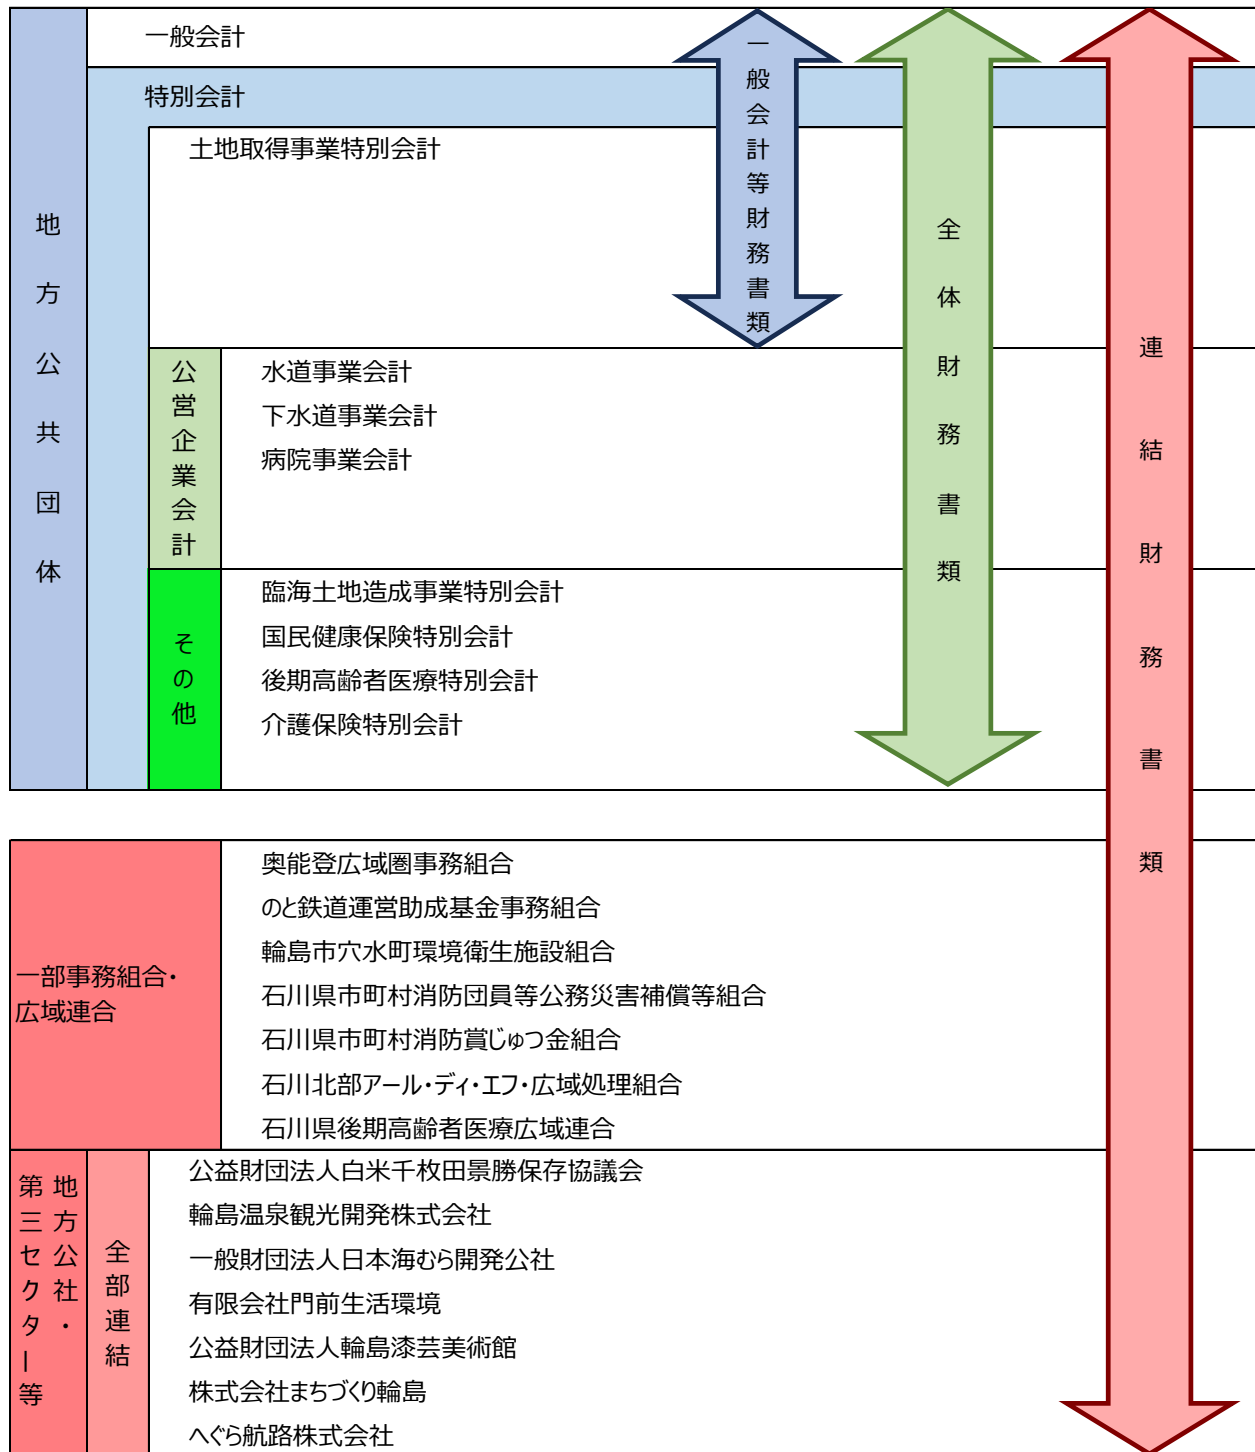 地方公共団体
一般会計
特別会計
土地取得事業特別会計
公営企業会計
水道事業会計
下水道事業会計
病院事業会計
その他
臨海土地造成事業特別会計
国民健康保険特別会計
後期高齢者医療特別会計
介護保険特別会計
一般会計等財務書類
全体財務書類
連結財務書類
一部事務組合・
広域連合
奥能登広域圏事務組合
のと鉄道運営助成基金事務組合
輪島市穴水町環境衛生施設組合
石川県市町村消防団員等公務災害補償等組合
石川県市町村消防賞じゅつ金組合
石川北部アール・ディ・エフ・広域処理組合
石川県後期高齢者医療広域連合
地方公社・
第三セクター等
全部連結
公益財団法人白米千枚田景勝保存協議会
輪島温泉観光開発株式会社
一般財団法人日本海むら開発公社
有限会社門前生活環境
公益財団法人輪島漆芸美術館
株式会社まちづくり輪島
へぐら航路株式会社